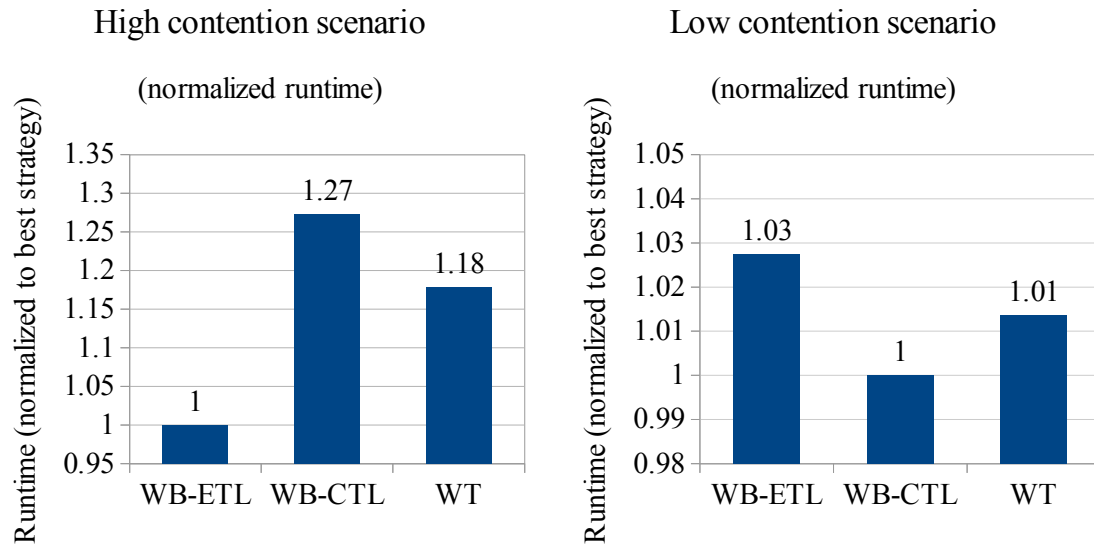 High contention scenario
(normalized runtime)
Runtime (normalized to best strategy)
1.35
1.3
1.25
1.2
1.15
1.1
1.05
1
0.95
1
1.27
1.18
WB-ETL WB-CTL WT
Low contention scenario
(normalized runtime)
Runtime (normalized to best strategy)
1.05
1.04
1.03
1.02
1.01
1
0.99
0.98
1.03
1
1.01
WB-ETL WB-CTL WT